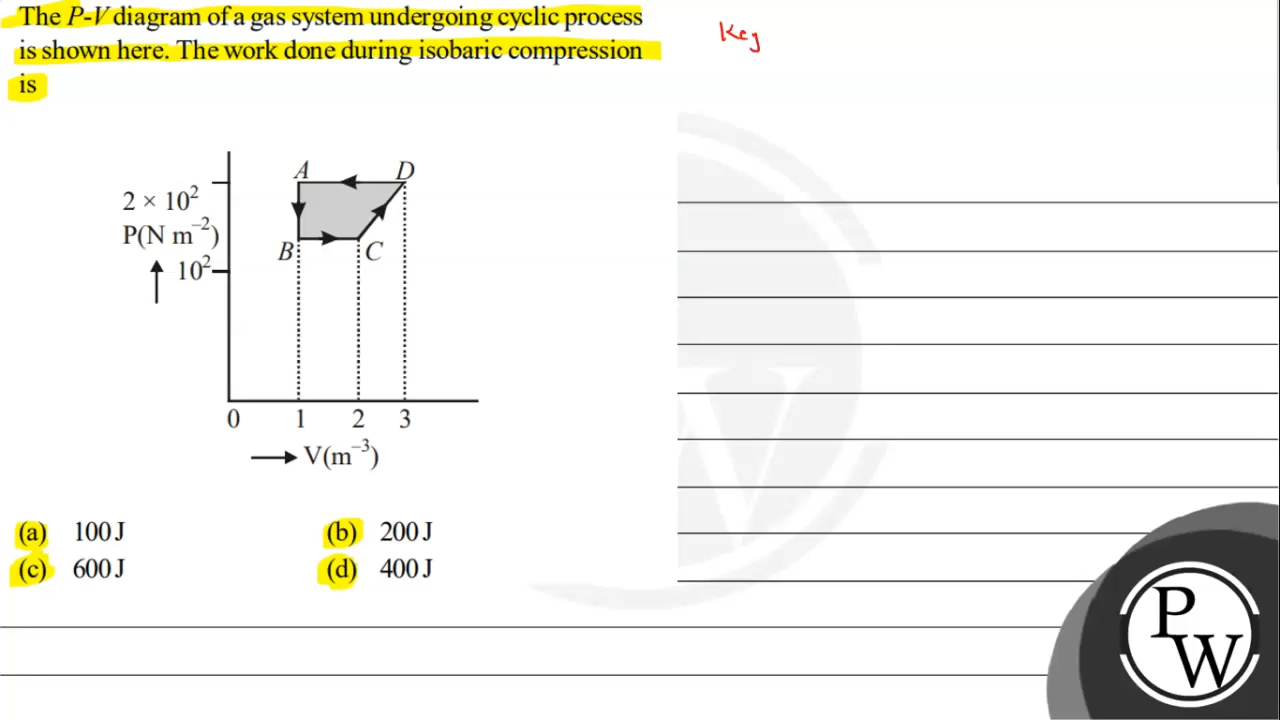 The P-V diagram of a gas system undergoing cyclic process
is shown here. The work done during isobaric compression
is
Key
A D
2 × 10²
P(N m⁻²)
B C
10²
0 1 2 3
V(m⁻³)
(a) 100 J (b) 200 J
(c) 600 J (d) 400 J
P
W